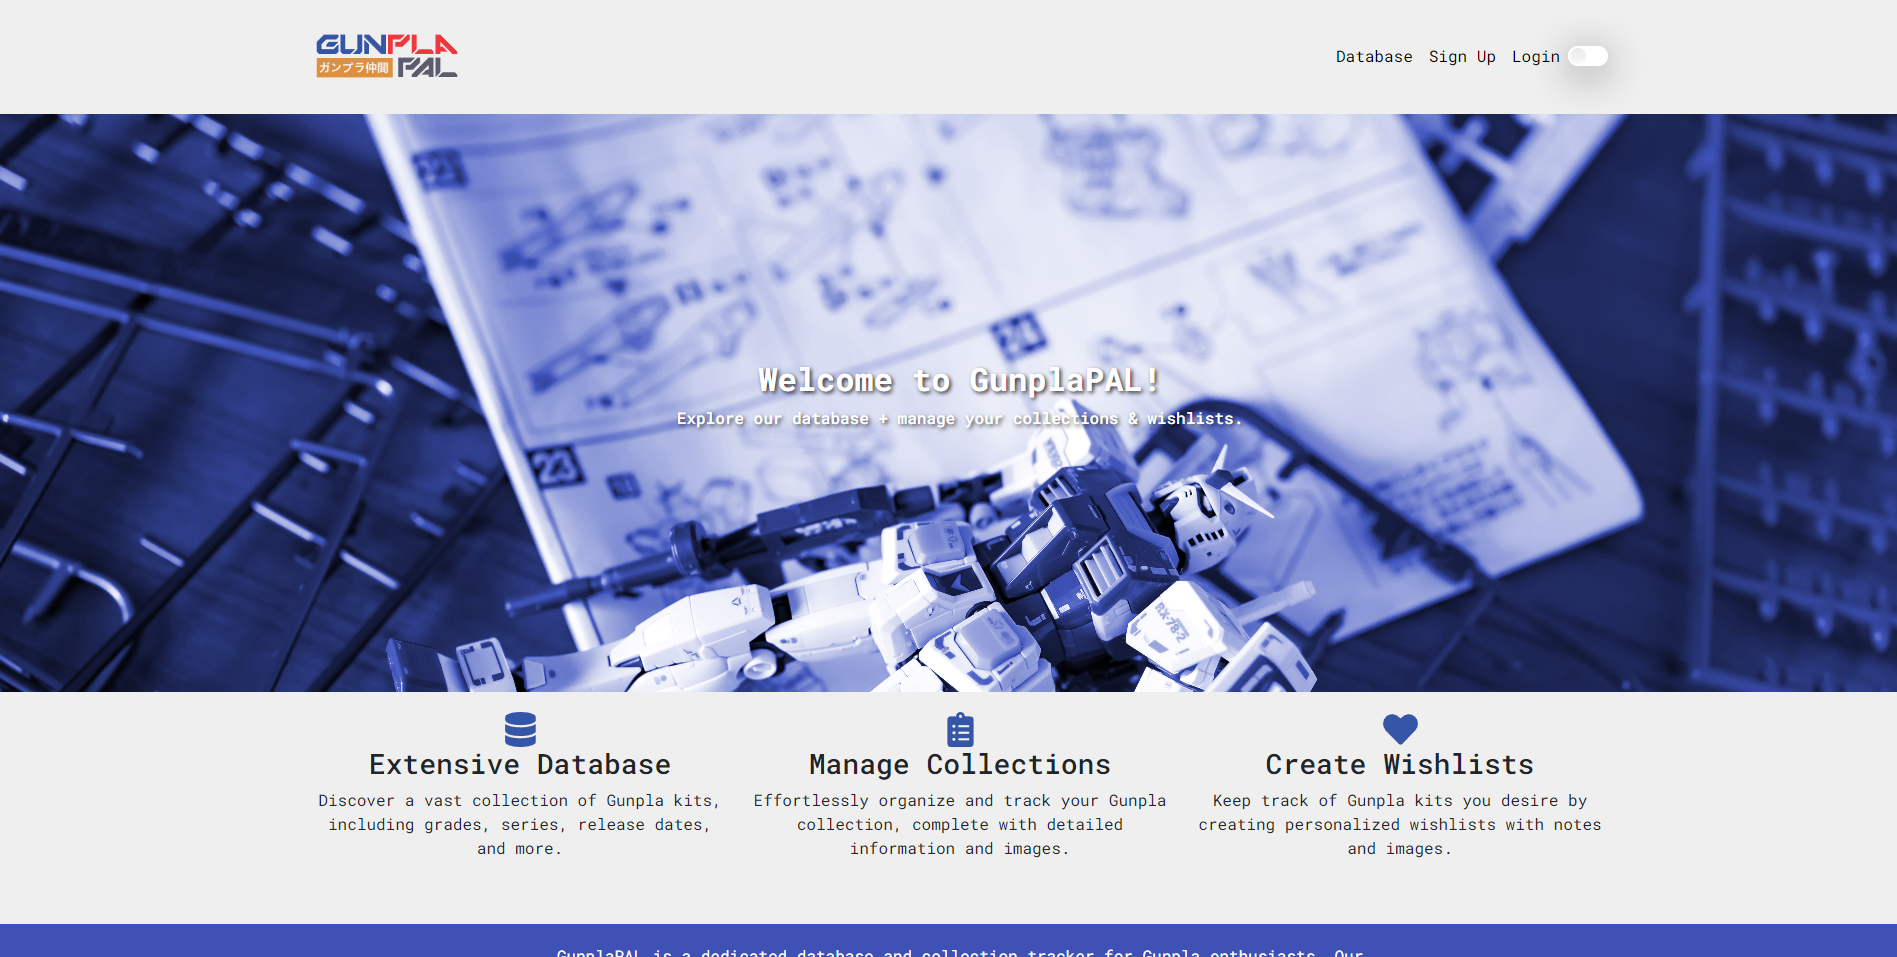 GUNPLA
ガンプラ仲間 PAL
Database Sign Up Login
22
24
Welcome to GunplaPAL!
Explore our database + manage your collections & wishlists.
23
RX-78-2
Extensive Database
Manage Collections
Create Wishlists
Discover a vast collection of Gunpla kits,
including grades, series, release dates,
and more.
Effortlessly organize and track your Gunpla
collection, complete with detailed
information and images.
Keep track of Gunpla kits you desire by
creating personalized wishlists with notes
and images.
GunplaPAL is a dedicated database and collection tracker for Gunpla enthusiasts. Our